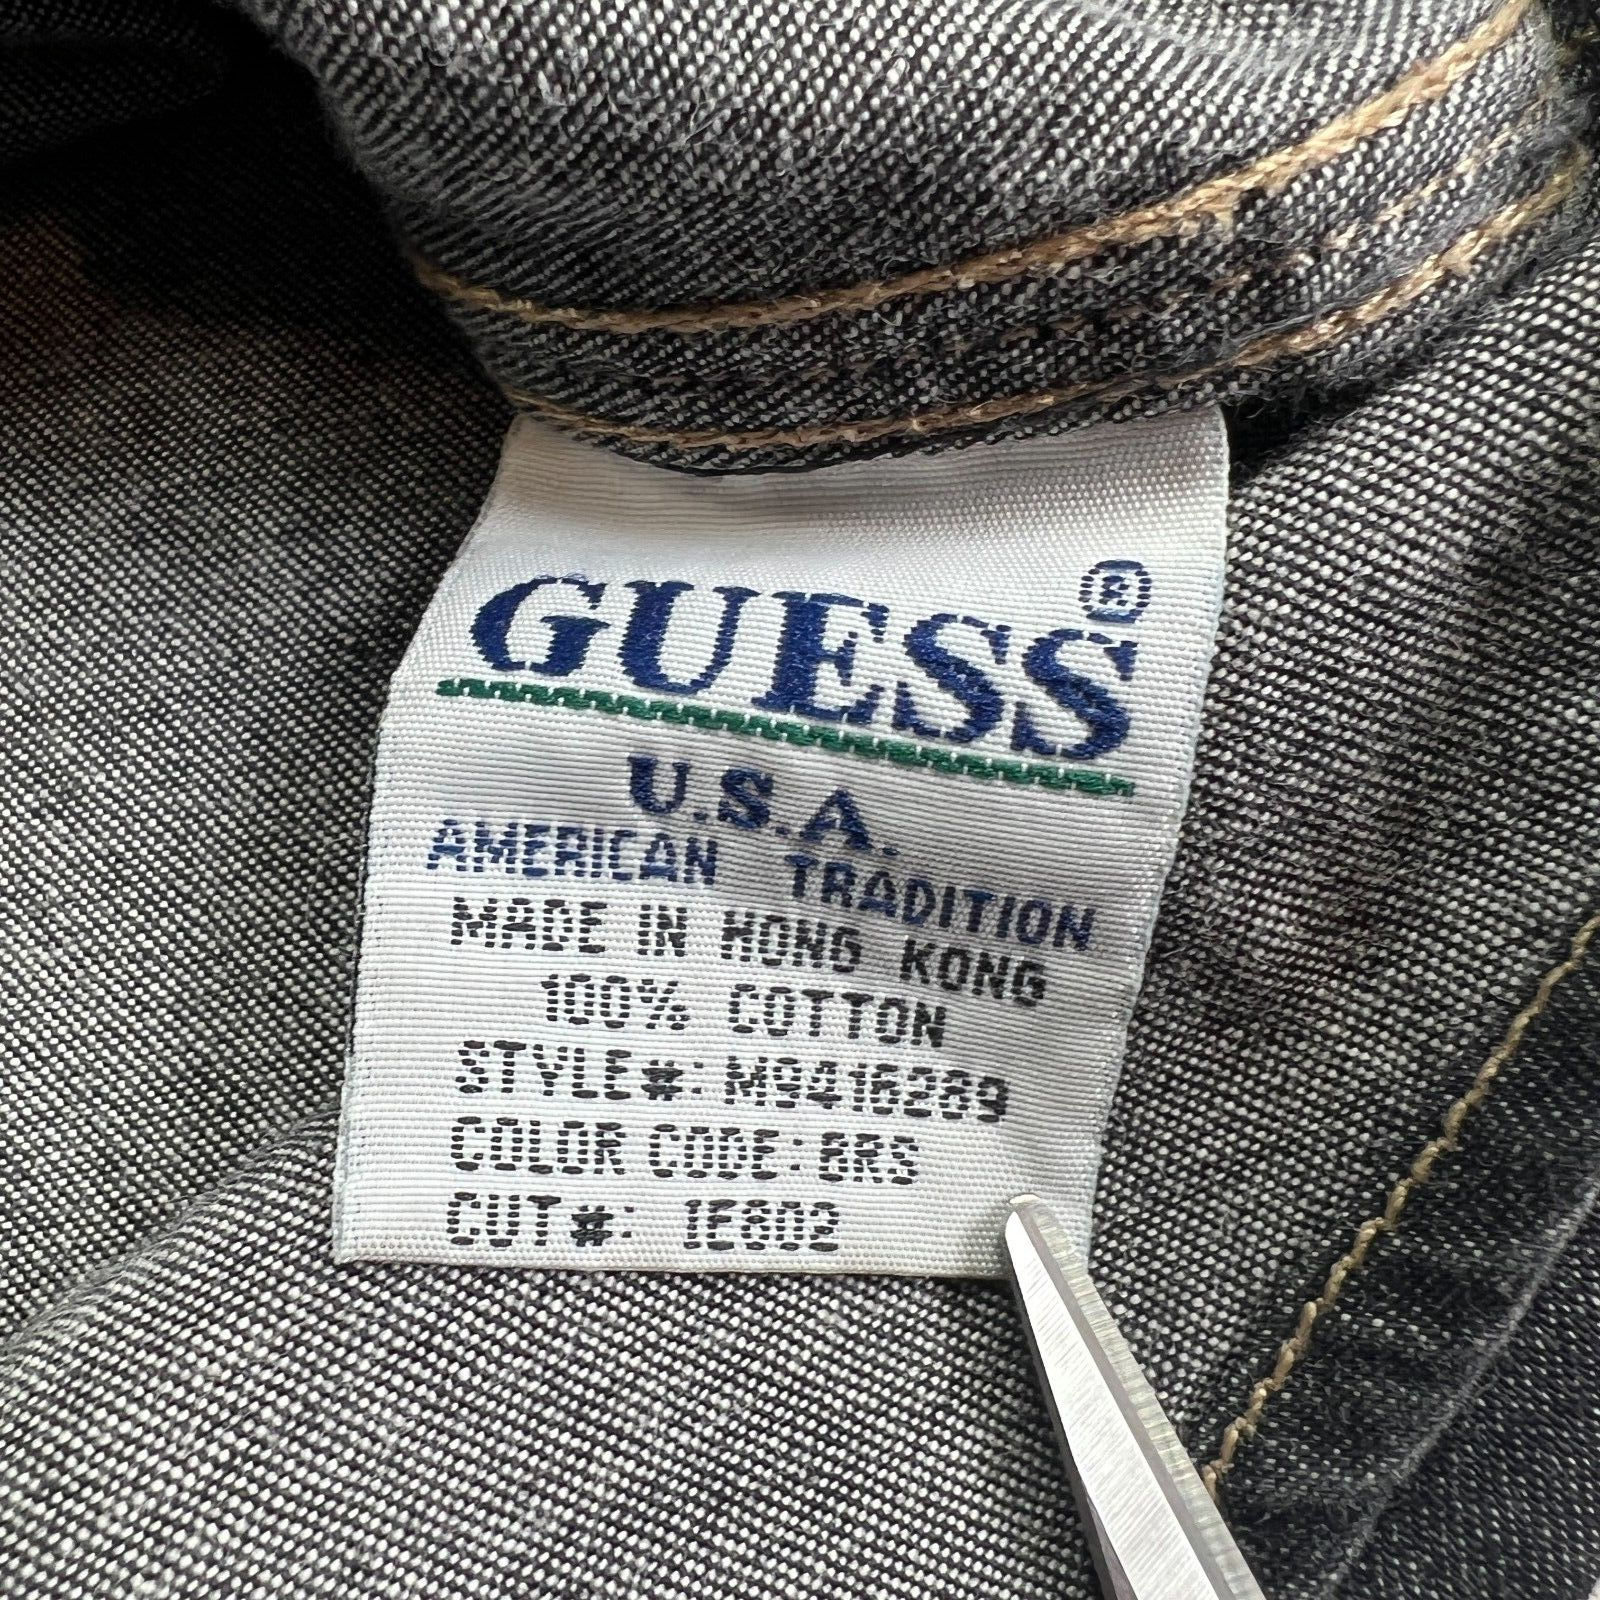 GUESS®
U.S.A.
AMERICAN TRADITION
MADE IN HONG KONG
100% COTTON
STYLE#: M9416289
COLOR CODE: BRS
CUT#: 1E802